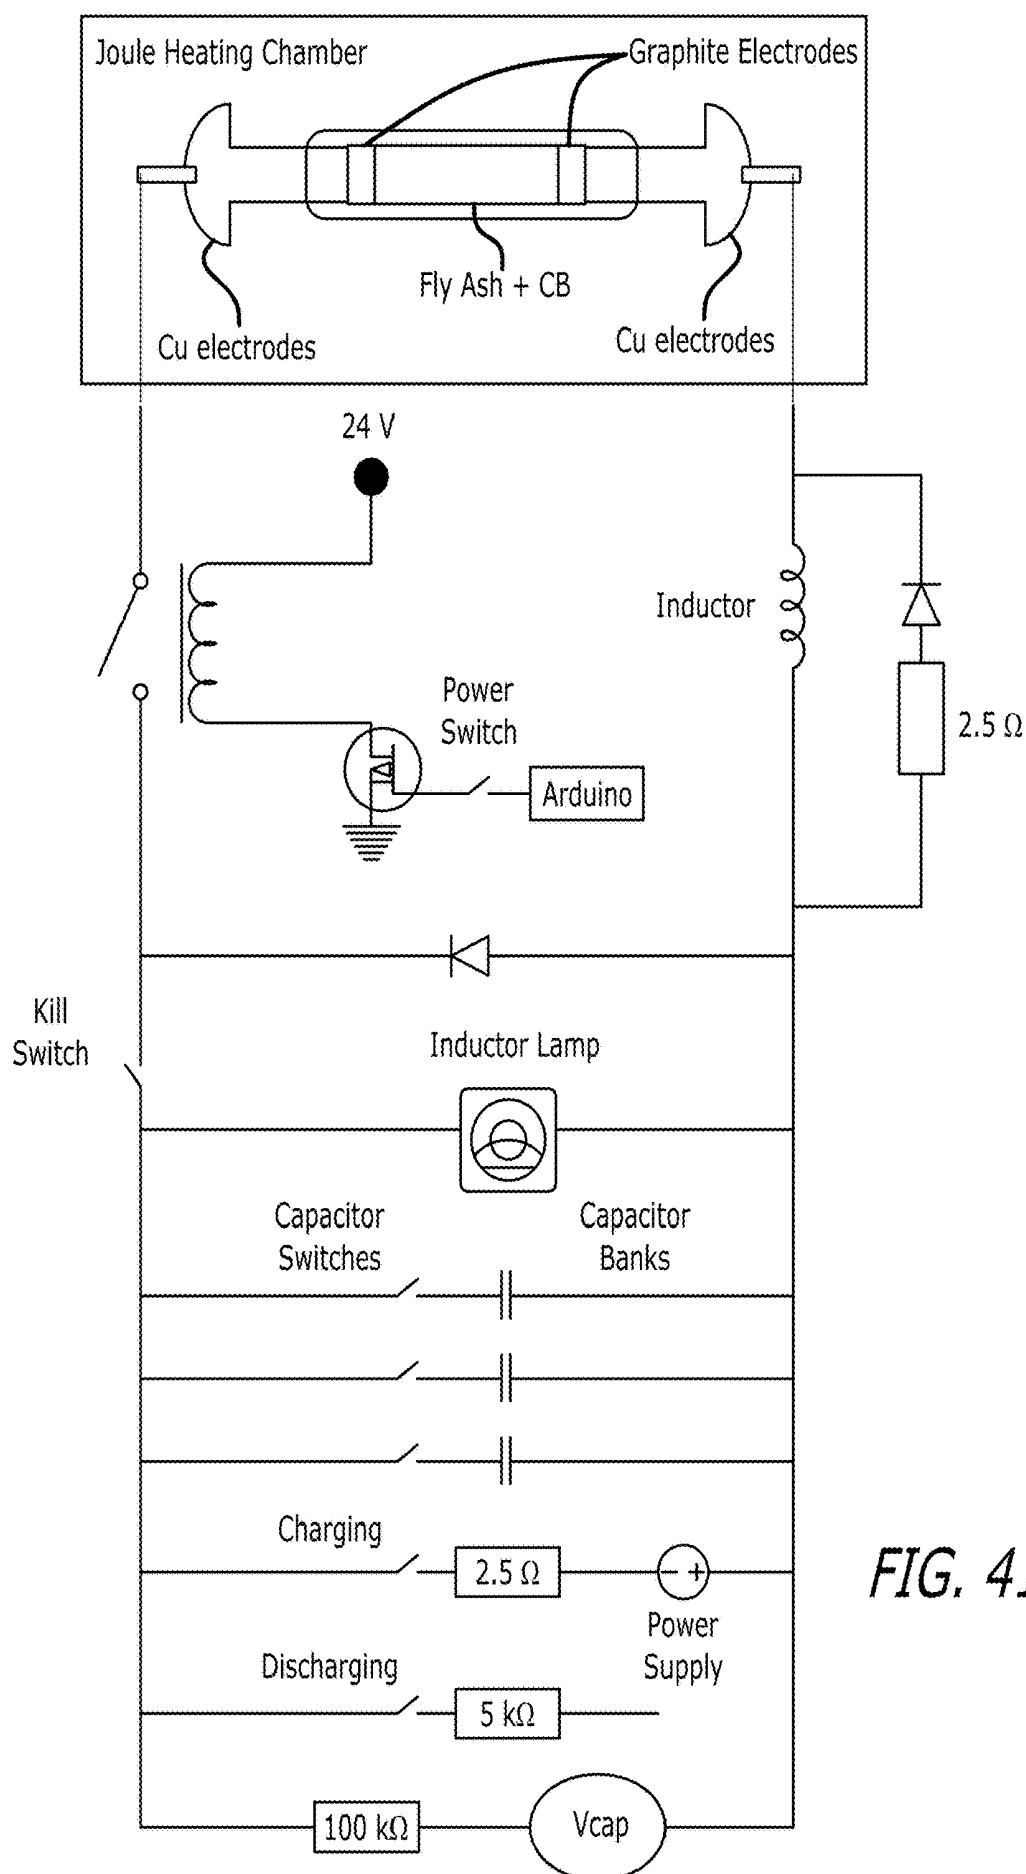 Joule Heating Chamber
Graphite Electrodes
Fly Ash + CB
Cu electrodes
Cu electrodes
24 V
Inductor
Power
Switch
2.5 Ω
Arduino
Kill
Switch
Inductor Lamp
Capacitor
Switches
Capacitor
Banks
Charging
2.5 Ω
- +
FIG. 4.
Power
Supply
Discharging
5 kΩ
100 kΩ
Vcap